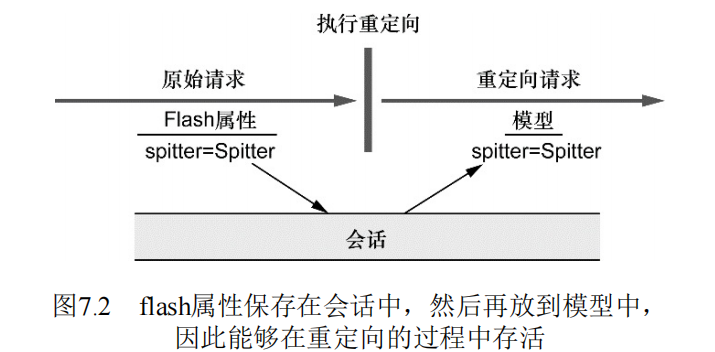 执行重定向
原始请求
重定向请求
Flash属性
模型
spitter=Spitter
spitter=Spitter
会话
图7.2 flash属性保存在会话中，然后再放到模型中，
因此能够在重定向的过程中存活